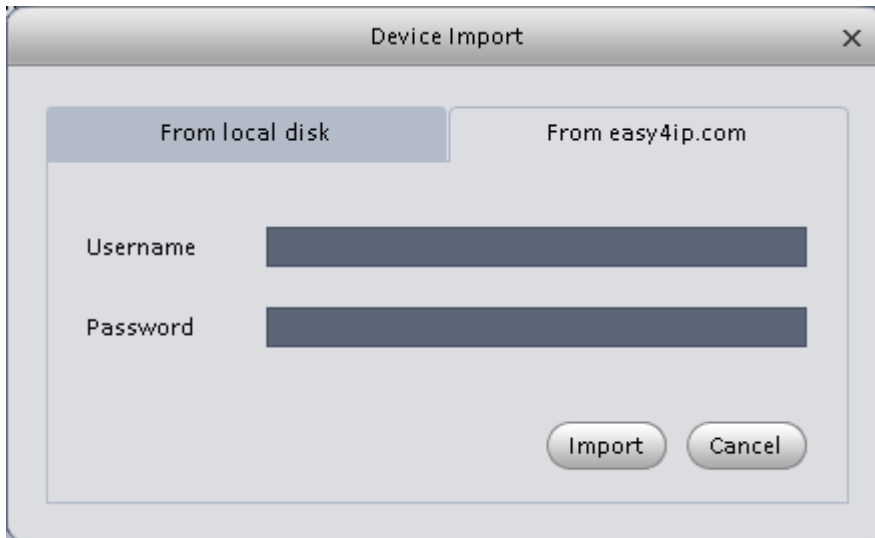 Device Import
From local disk
From easy4ip.com
Username
Password
Import
Cancel